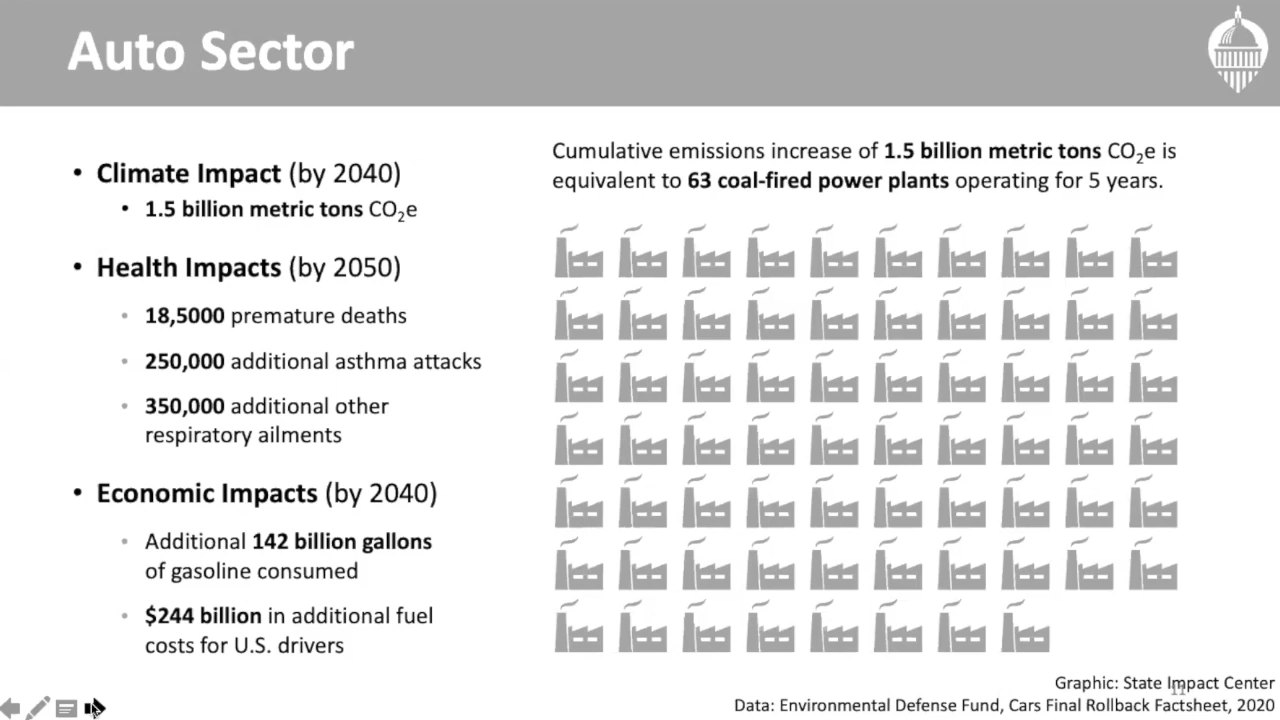 Auto Sector
• Climate Impact (by 2040)
• 1.5 billion metric tons CO₂e
• Health Impacts (by 2050)
• 18,5000 premature deaths
• 250,000 additional asthma attacks
• 350,000 additional other
respiratory ailments
• Economic Impacts (by 2040)
• Additional 142 billion gallons
of gasoline consumed
• $244 billion in additional fuel
costs for U.S. drivers
Cumulative emissions increase of 1.5 billion metric tons CO₂e is
equivalent to 63 coal-fired power plants operating for 5 years.
Graphic: State Impact Center
11
Data: Environmental Defense Fund, Cars Final Rollback Factsheet, 2020